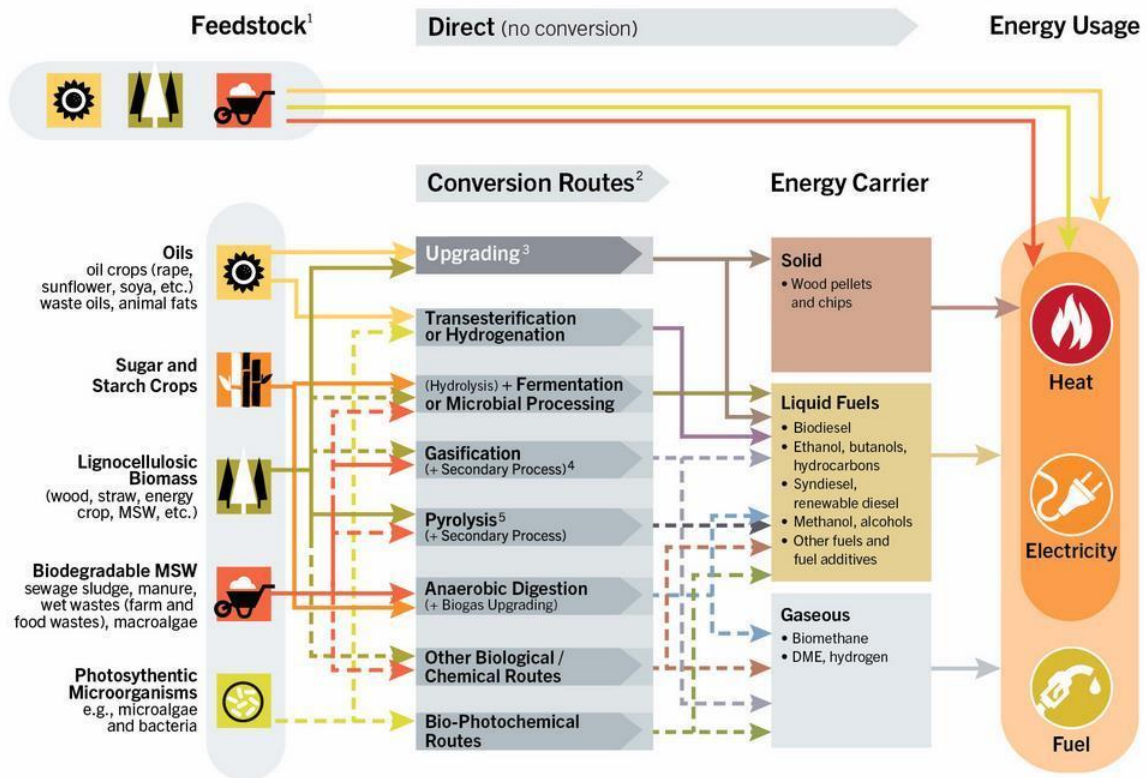 Feedstock¹
Direct (no conversion)
Energy Usage
Conversion Routes²
Energy Carrier
Oils
oil crops (rape,
sunflower, soya, etc.)
waste oils, animal fats
Sugar and
Starch Crops
Lignocellulosic
Biomass
(wood, straw, energy
crop, MSW, etc.)
Biodegradable MSW
sewage sludge, manure,
wet wastes (farm and
food wastes), macroalgae
Photosythentic
Microorganisms
e.g., microalgae
and bacteria
Upgrading³
Transesterification
or Hydrogenation
(Hydrolysis) + Fermentation
or Microbial Processing
Gasification
(+ Secondary Process)⁴
Pyrolysis⁵
(+ Secondary Process)
Anaerobic Digestion
(+ Biogas Upgrading)
Other Biological /
Chemical Routes
Bio-Photochemical
Routes
Solid
• Wood pellets
and chips
Liquid Fuels
• Biodiesel
• Ethanol, butanols,
hydrocarbons
• Syndiesel,
renewable diesel
• Methanol, alcohols
• Other fuels and
fuel additives
Gaseous
• Biomethane
• DME, hydrogen
Heat
Electricity
Fuel